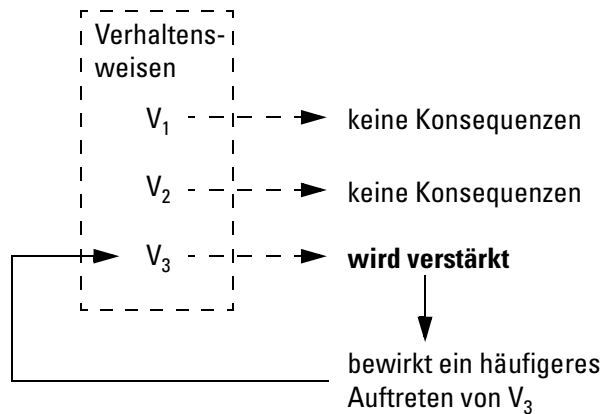 Verhaltens-
weisen
V₁ keine Konsequenzen
V₂ keine Konsequenzen
V₃ wird verstärkt
bewirkt ein häufigeres
Auftreten von V₃